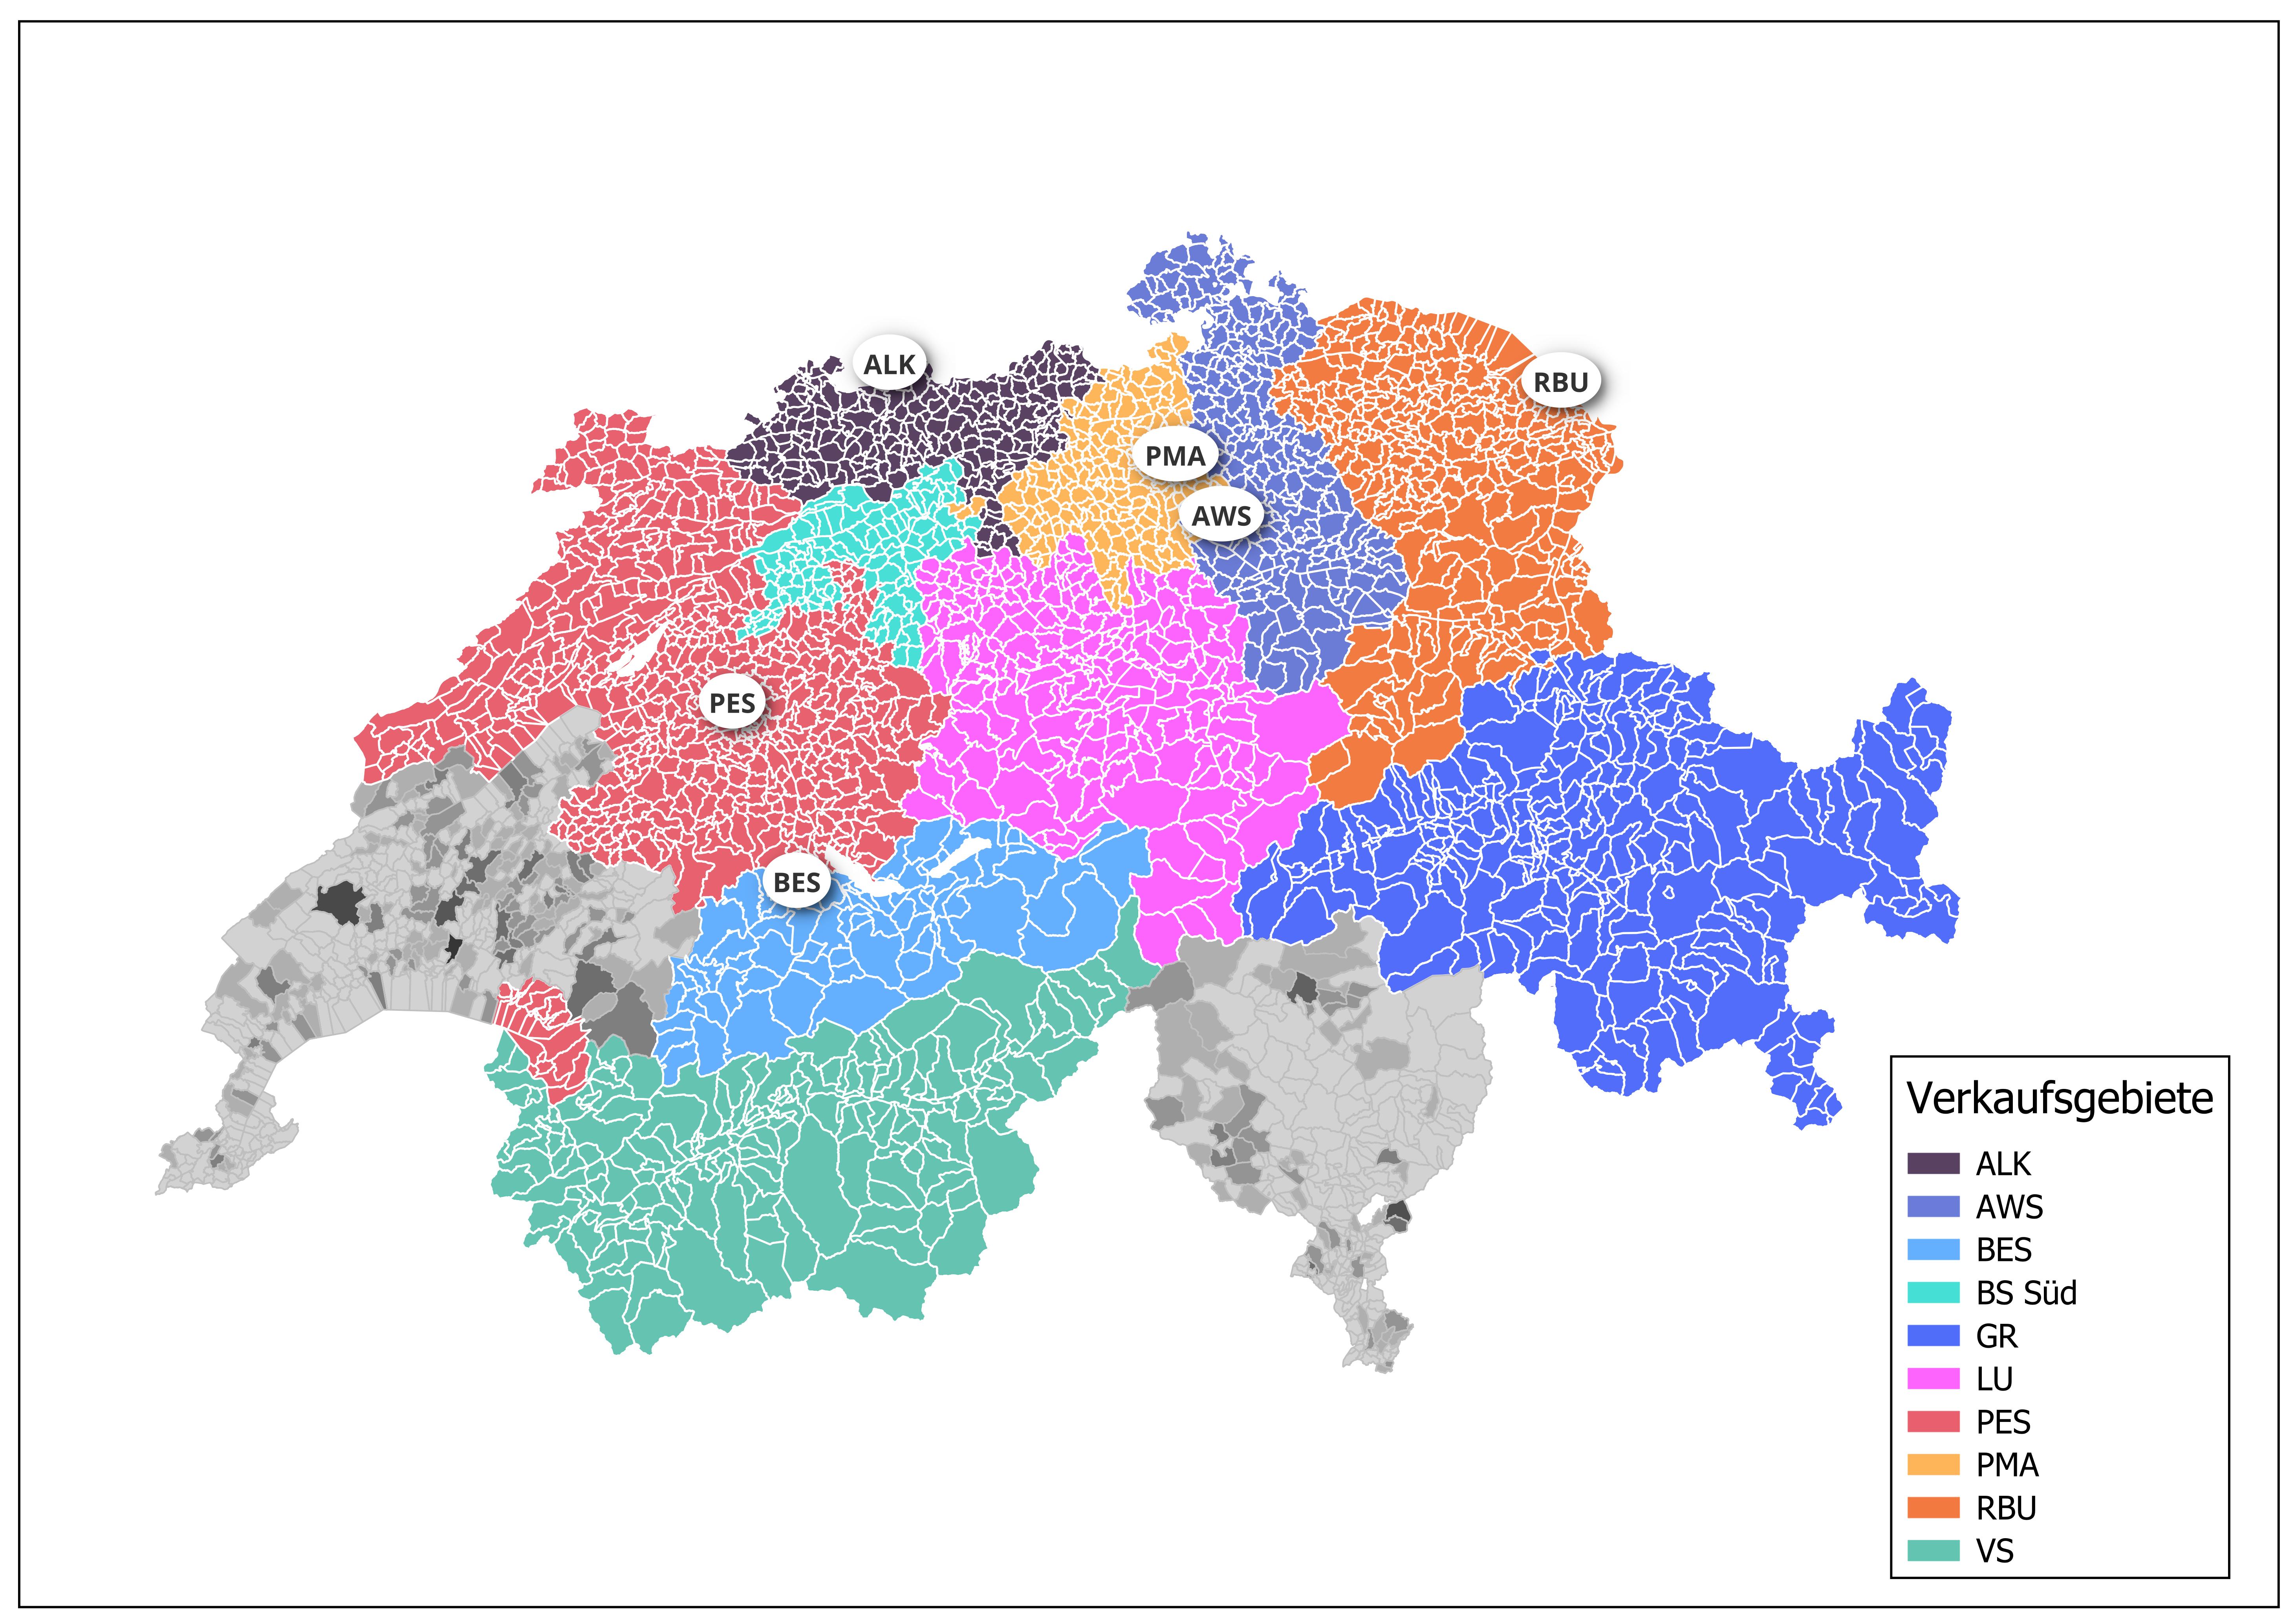 ALK
RBU
PMA
AWS
PES
BES
Verkaufsgebiete
ALK
AWS
BES
BS Süd
GR
LU
PES
PMA
RBU
VS